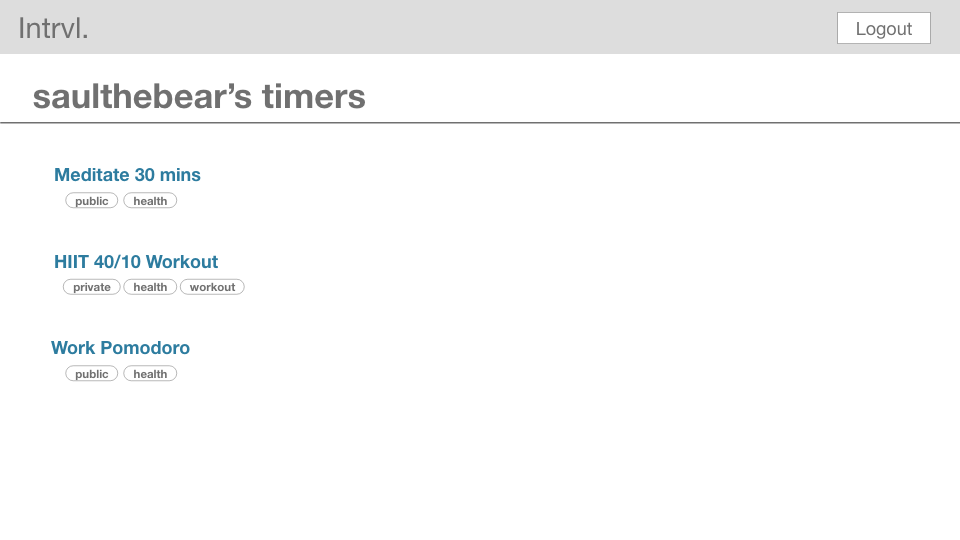 Intrvl.
Logout
saulthebear’s timers
Meditate 30 mins
public health
HIIT 40/10 Workout
private health workout
Work Pomodoro
public health